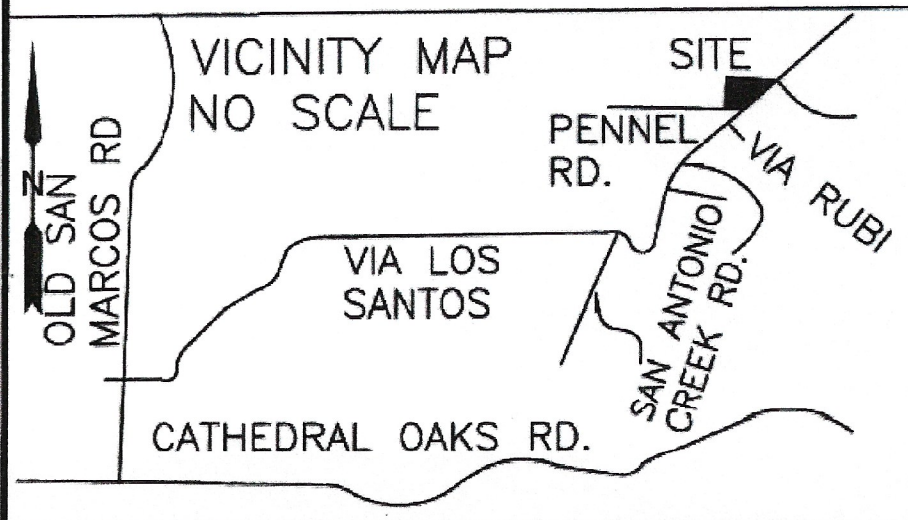 VICINITY MAP
NO SCALE
SITE
PENNEL
RD.
VIA RUBI
N
OLD SAN
MARCOS RD
VIA LOS
SANTOS
SAN ANTONIO
CREEK RD.
CATHEDRAL OAKS RD.